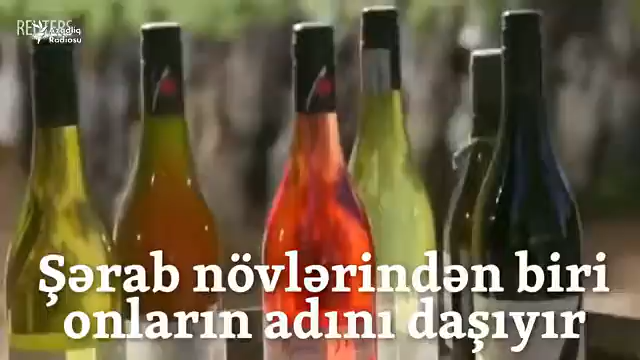 REUTERS
Azadlıq
Radiosu
Şərab növlərindən biri
onların adını daşıyır